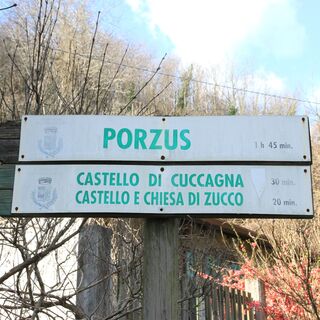 PORZUS 1 h 45 min.
CASTELLO DI CUCCAGNA 30 min.
CASTELLO E CHIESA DI ZUCCO 20 min.